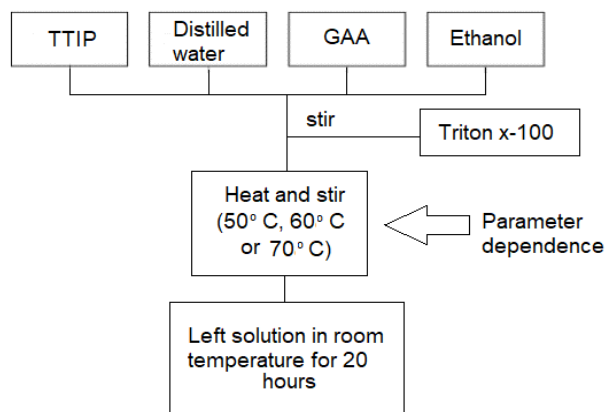 TTIP
Distilled
water
GAA
Ethanol
stir
Triton x-100
Heat and stir
(50° C, 60° C
or 70° C)
Parameter
dependence
Left solution in room
temperature for 20
hours